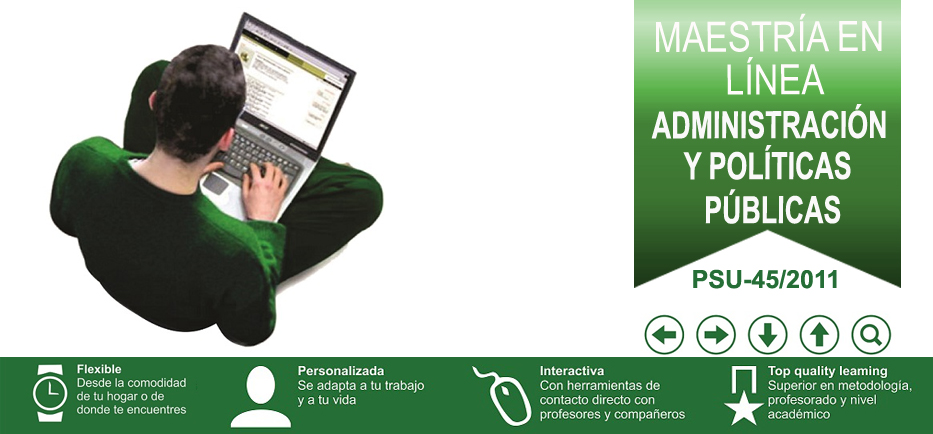 MAESTRÍA EN
LÍNEA
ADMINISTRACIÓN
Y POLÍTICAS
PÚBLICAS
PSU-45/2011
Flexible
Desde la comodidad
de tu hogar o de
donde te encuentres
Personalizada
Se adapta a tu trabajo
y a tu vida
Interactiva
Con herramientas de
contacto directo con
profesores y compañeros
Top quality learning
Superior en metodología,
profesorado y nivel
académico